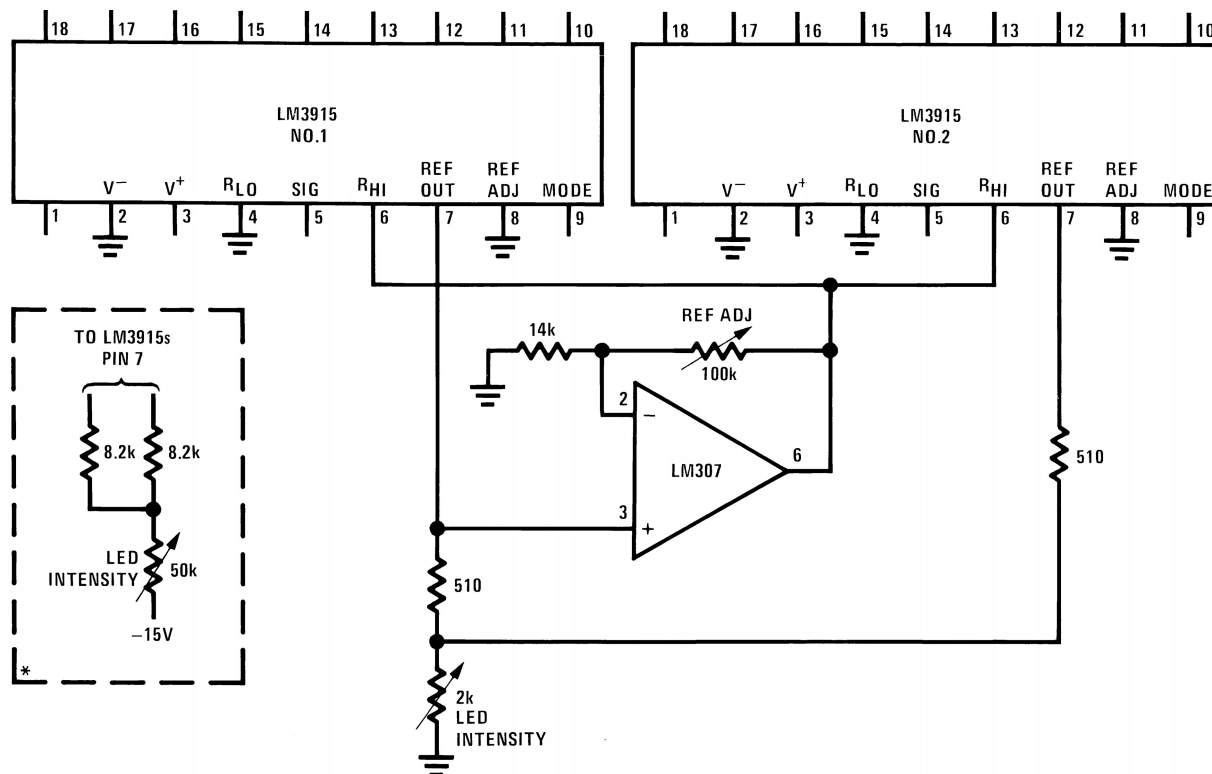 18 17 16 15 14 13 12 11 10
18 17 16 15 14 13 12 11 10
LM3915
NO.1
LM3915
NO.2
V− V+ RLO SIG RHI REF OUT REF ADJ MODE
V− V+ RLO SIG RHI REF OUT REF ADJ MODE
1 2 3 4 5 6 7 8 9
1 2 3 4 5 6 7 8 9
TO LM3915s
PIN 7
8.2k 8.2k
LED
INTENSITY
50k
−15V
*
14k
REF ADJ
100k
2
−
LM307
6
3
+
510
510
2k
LED
INTENSITY